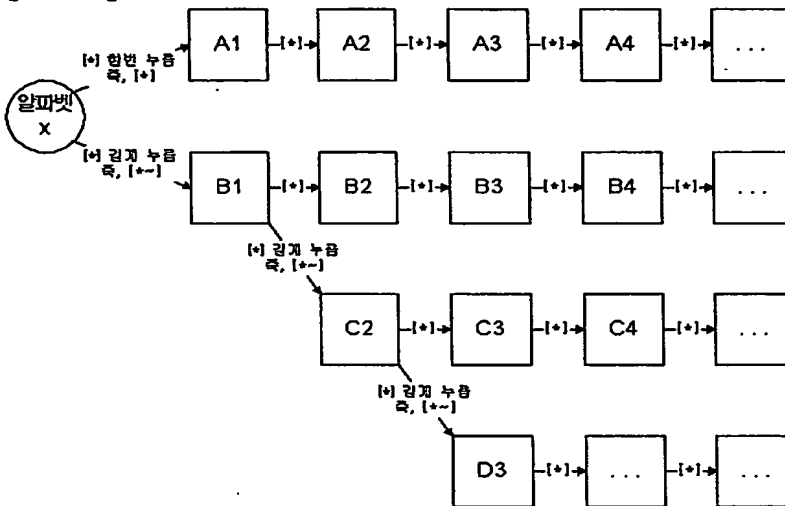 A1 [*] A2 [*] A3 [*] A4 [*] ...
[*] 한번 누름
즉, [*]
알파벳
X
[*] 길게 누름
즉, [*~]
B1 [*] B2 [*] B3 [*] B4 [*] ...
[*] 길게 누름
즉, [*~]
C2 [*] C3 [*] C4 [*] ...
[*] 길게 누름
즉, [*~]
D3 [*] ... [*] ...